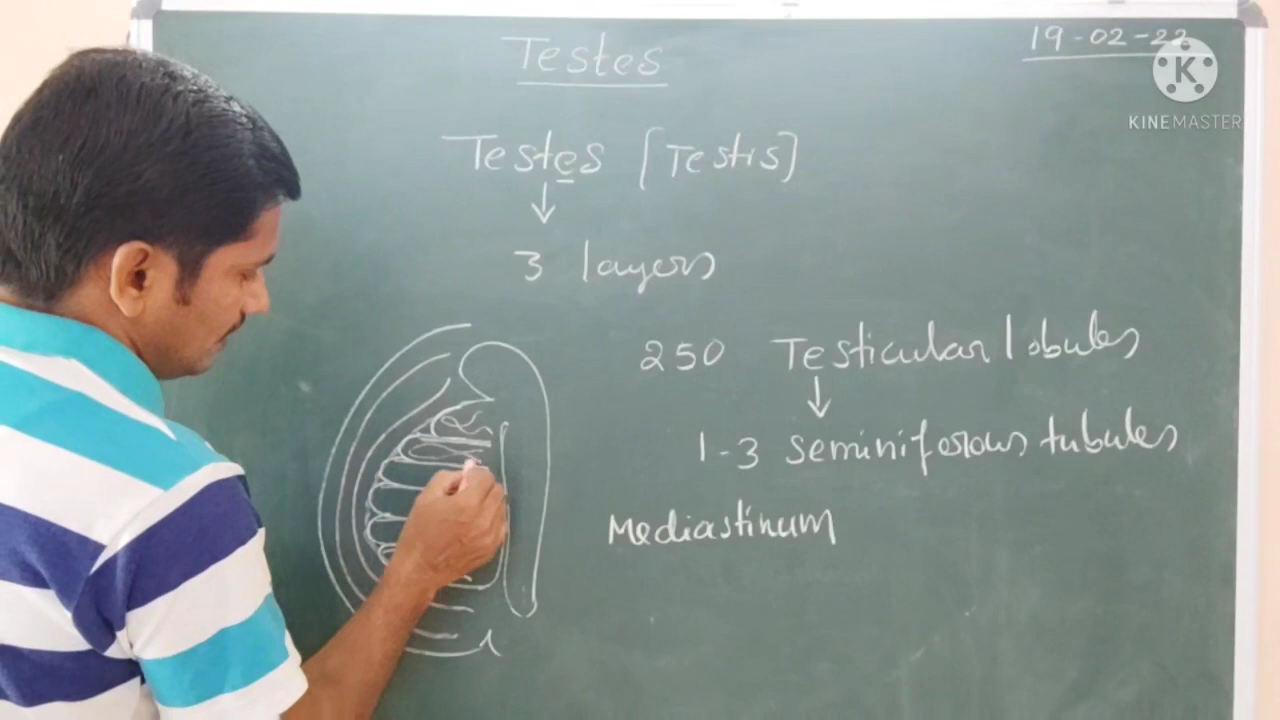 Testes
19-02-22
KINEMASTER
Testes [Testis]
3 layers
250 Testicular lobules
1-3 seminiferous tubules
Mediastinum